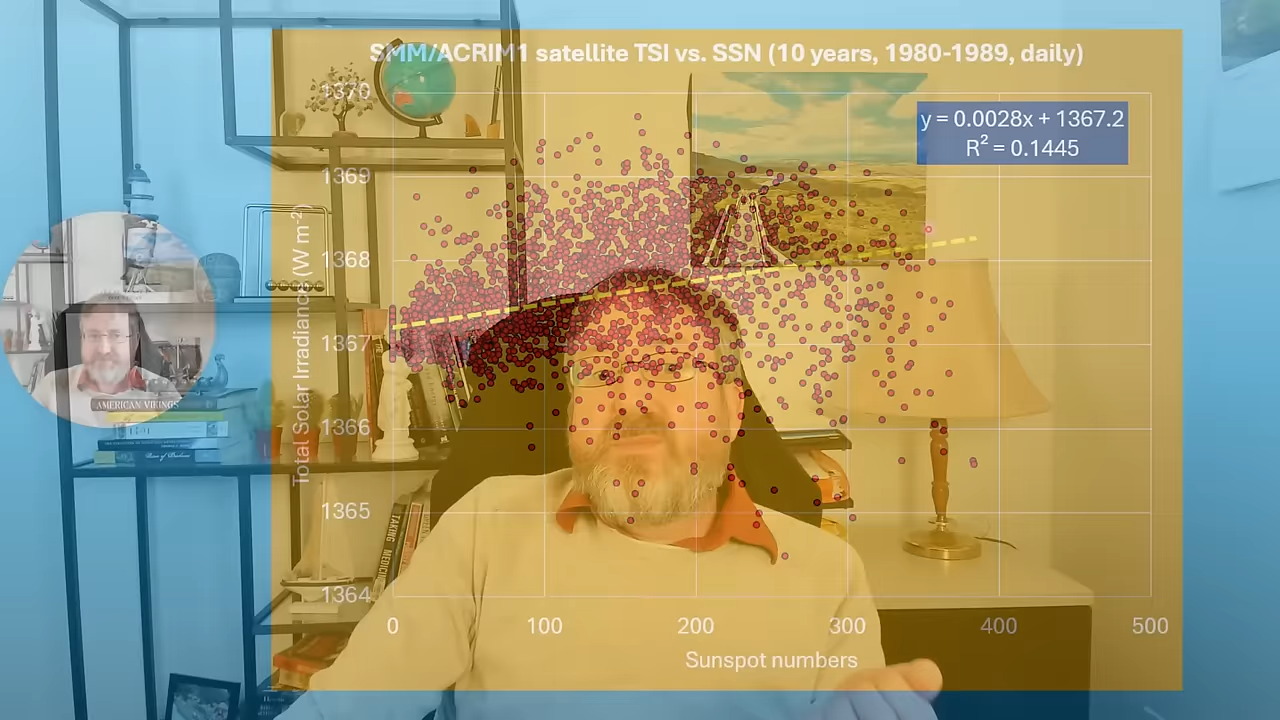 SMM/ACRIM1 satellite TSI vs. SSN (10 years, 1980-1989, daily)
y = 0.0028x + 1367.2
R² = 0.1445
Total Solar Irradiance (W m⁻²)
1370
1369
1368
1367
1366
1365
1364
0 100 200 300 400 500
Sunspot numbers
AMERICAN VIKINGS
TAKING
MEDICINE